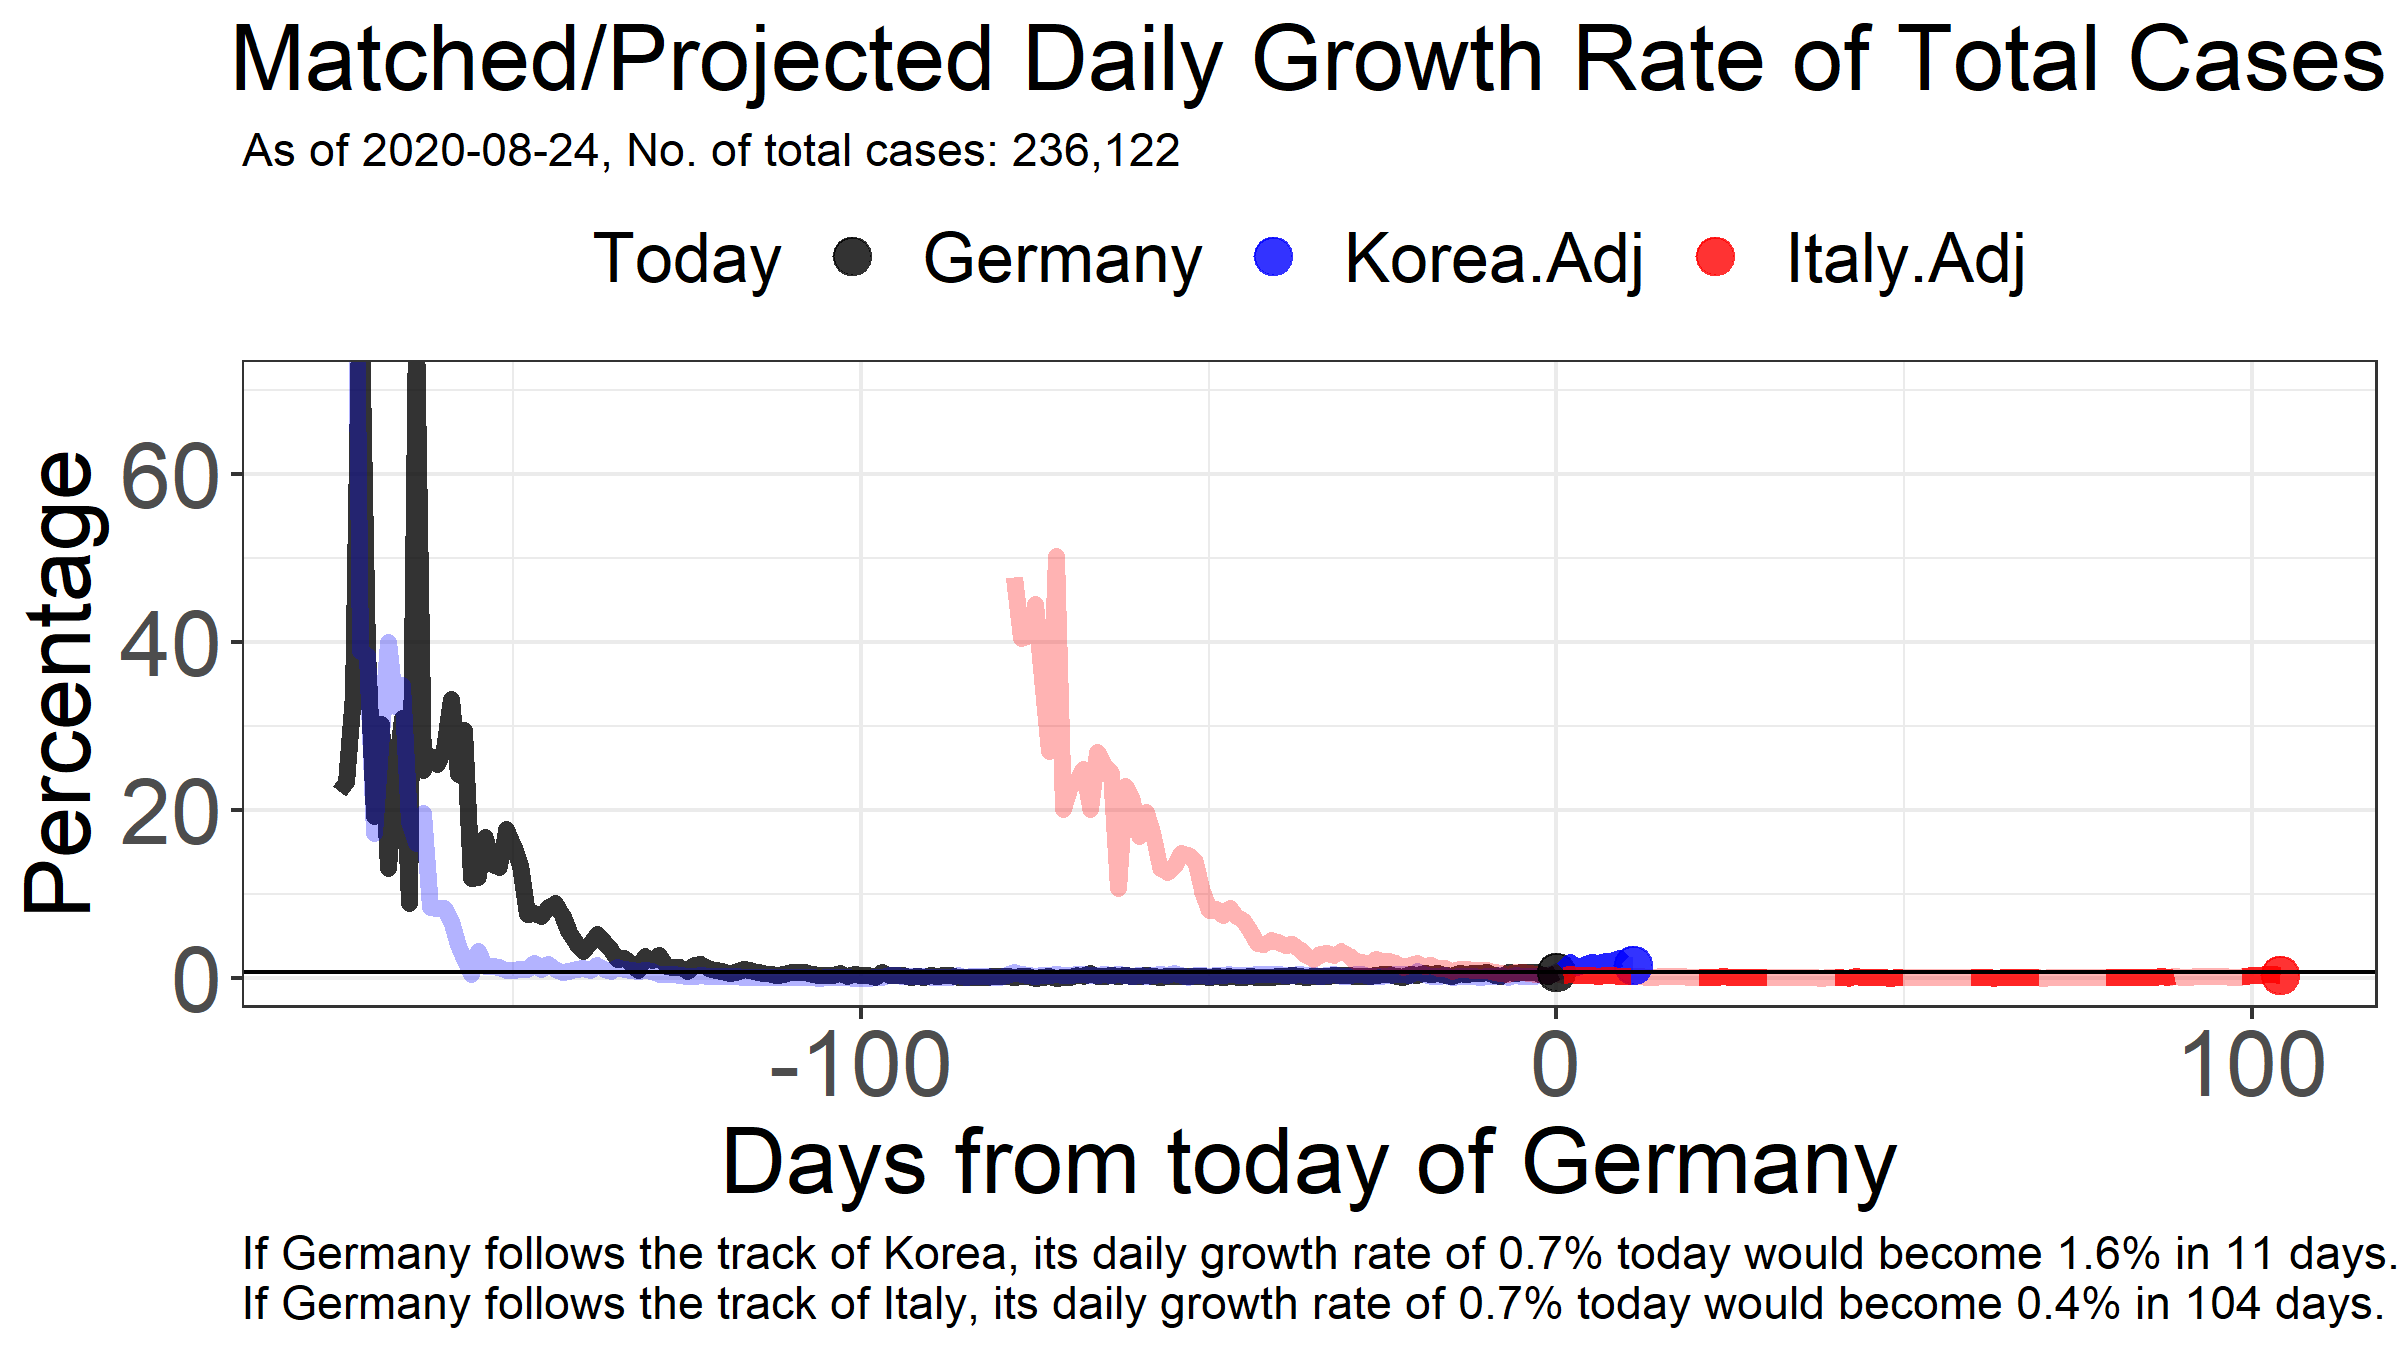 Matched/Projected Daily Growth Rate of Total Cases
As of 2020-08-24, No. of total cases: 236,122
Today Germany Korea.Adj Italy.Adj
Percentage
60
40
20
0
-100 0 100
Days from today of Germany
If Germany follows the track of Korea, its daily growth rate of 0.7% today would become 1.6% in 11 days.
If Germany follows the track of Italy, its daily growth rate of 0.7% today would become 0.4% in 104 days.